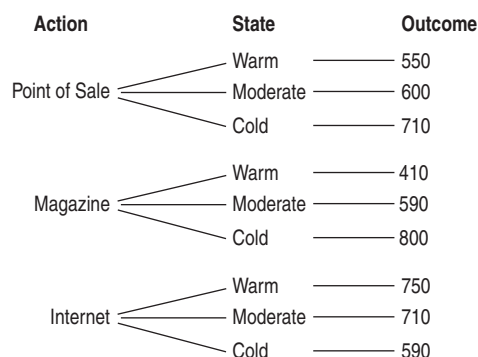 Action State Outcome
Warm 550
Point of Sale Moderate 600
Cold 710
Warm 410
Magazine Moderate 590
Cold 800
Warm 750
Internet Moderate 710
Cold 590